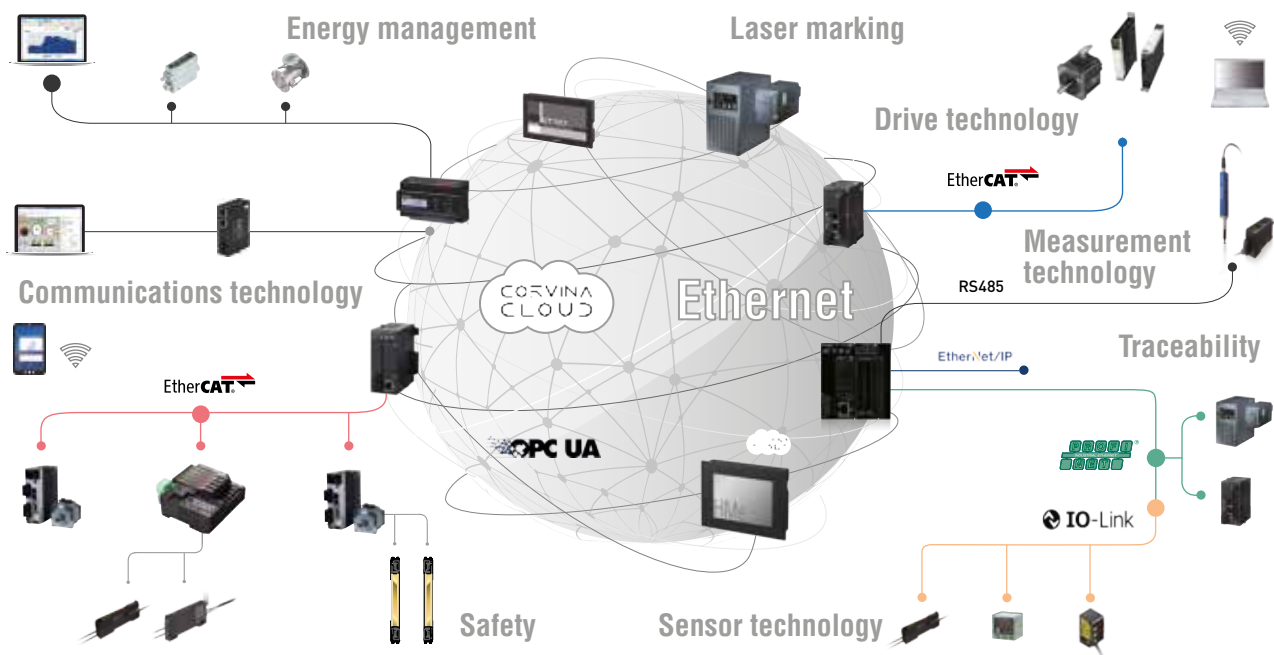 Energy management
Laser marking
Drive technology
EtherCAT®
Measurement
technology
CORVINA
CLOUD
Ethernet
RS485
Communications technology
EtherNet/IP
Traceability
EtherCAT®
OPC UA
HM
IO-Link
Safety
Sensor technology